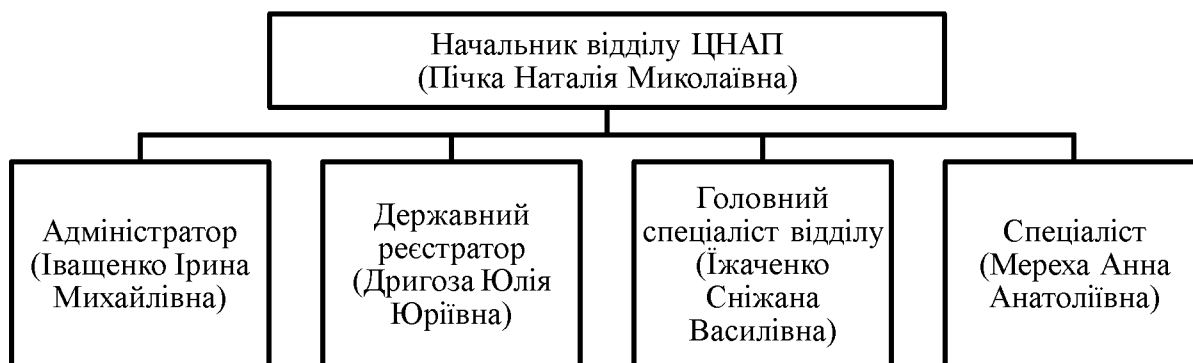 Начальник відділу ЦНАП
(Пічка Наталія Миколаївна)
Адміністратор
(Іващенко Ірина
Михайлівна)
Державний
реєстратор
(Дригоза Юлія
Юріївна)
Головний
спеціаліст відділу
(Їжаченко
Сніжана
Василівна)
Спеціаліст
(Мереха Анна
Анатоліївна)